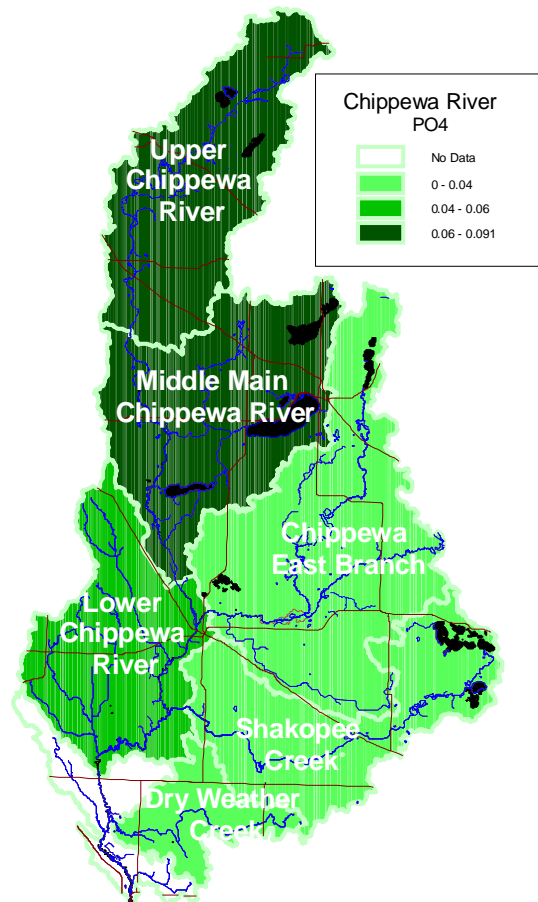 Chippewa River
PO4
No Data
0 - 0.04
0.04 - 0.06
0.06 - 0.091
Upper
Chippewa
River
Middle Main
Chippewa River
Chippewa
East Branch
Lower
Chippewa
River
Shakopee
Creek
Dry Weather
Creek